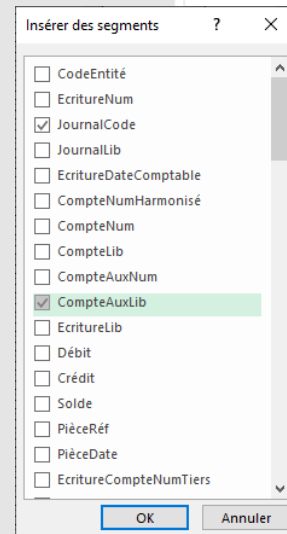 Insérer des segments ? ×
CodeEntité
EcritureNum
JournalCode
JournalLib
EcritureDateComptable
CompteNumHarmonisé
CompteNum
CompteLib
CompteAuxNum
CompteAuxLib
EcritureLib
Débit
Crédit
Solde
PièceRéf
PièceDate
EcritureCompteNumTiers
OK Annuler